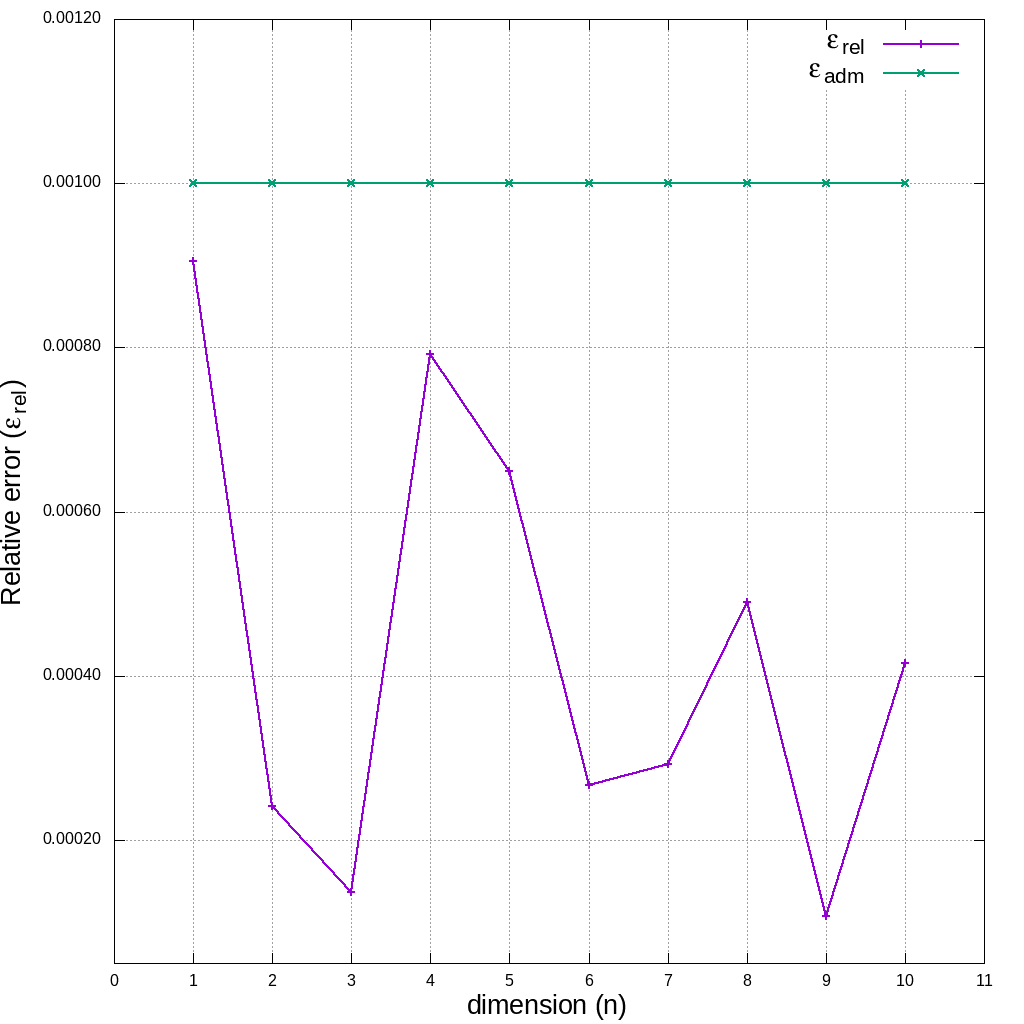 0.00120
0.00100
0.00080
0.00060
0.00040
0.00020
Relative error (ε rel)
ε rel
ε adm
0 1 2 3 4 5 6 7 8 9 10 11
dimension (n)